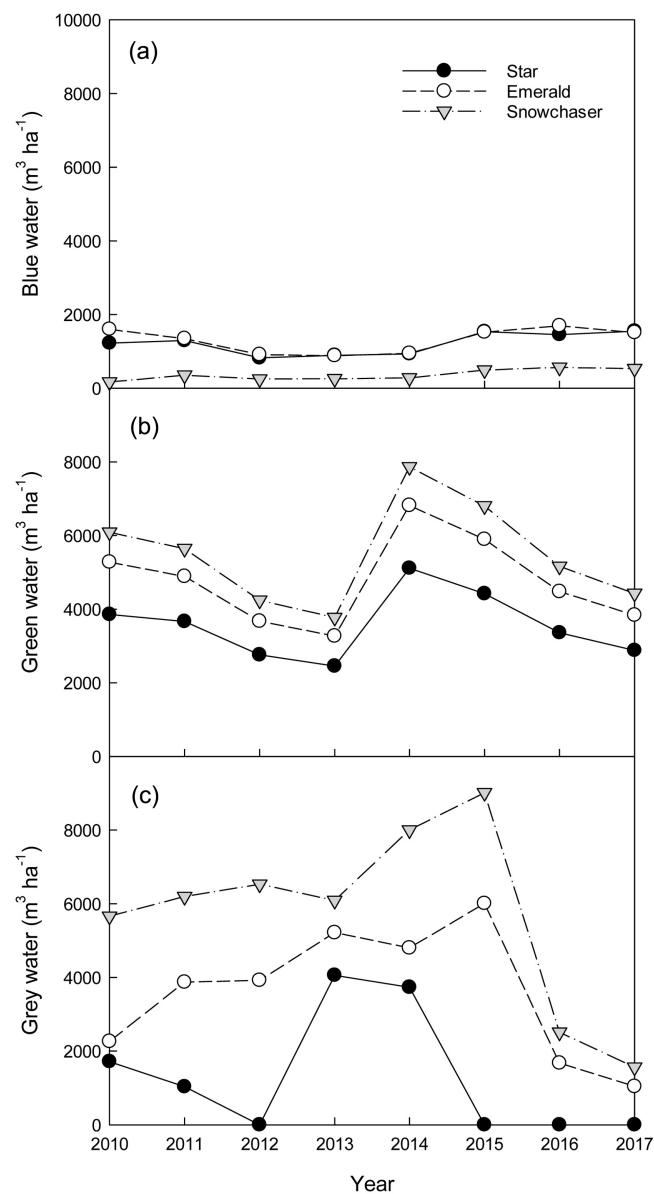 10000
(a)
Star
8000
Emerald
Snowchaser
6000
4000
2000
0
Blue water (m³ ha⁻¹)
(b)
8000
6000
4000
2000
0
Green water (m³ ha⁻¹)
(c)
8000
6000
4000
2000
0
Grey water (m³ ha⁻¹)
2010 2011 2012 2013 2014 2015 2016 2017
Year